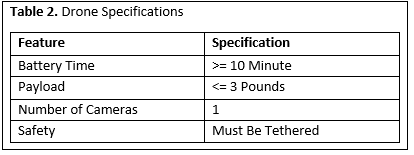 Table 2. Drone Specifications
Feature Specification
Battery Time >= 10 Minute
Payload <= 3 Pounds
Number of Cameras 1
Safety Must Be Tethered